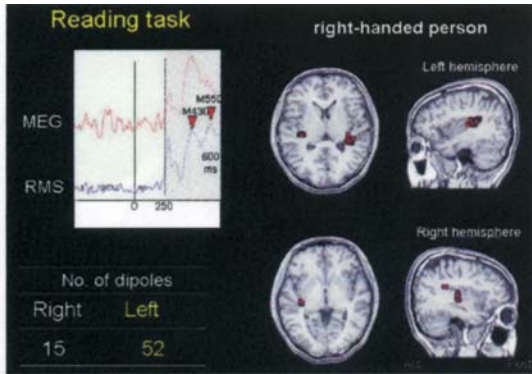 Reading task
right-handed person
Left hemisphere
M550
M430
MEG
600
ms
RMS
0 250
Right hemisphere
No. of dipoles
Right Left
15 52